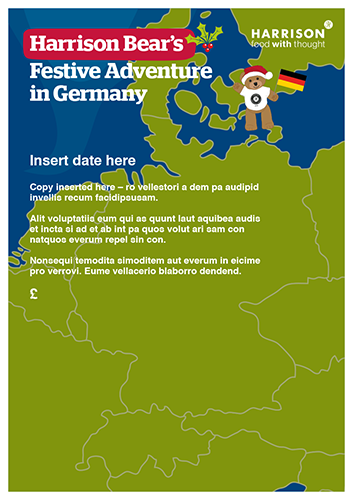 Harrison Bear's
Festive Adventure
in Germany
HARRISON
food with thought
Insert date here
Copy inserted here – ro vellestori a dem pa audipid
invellis recum facidipsusam.
Alit voluptatiis eum qui as quunt laut aquibea audis
et incta si ad et ab int pa quos volut ari sam con
natquos everum repel sin con.
Nonsequi temodita simoditem aut everum in eicime
pro verrovi. Eume vellacerio blaborro dendend.
£